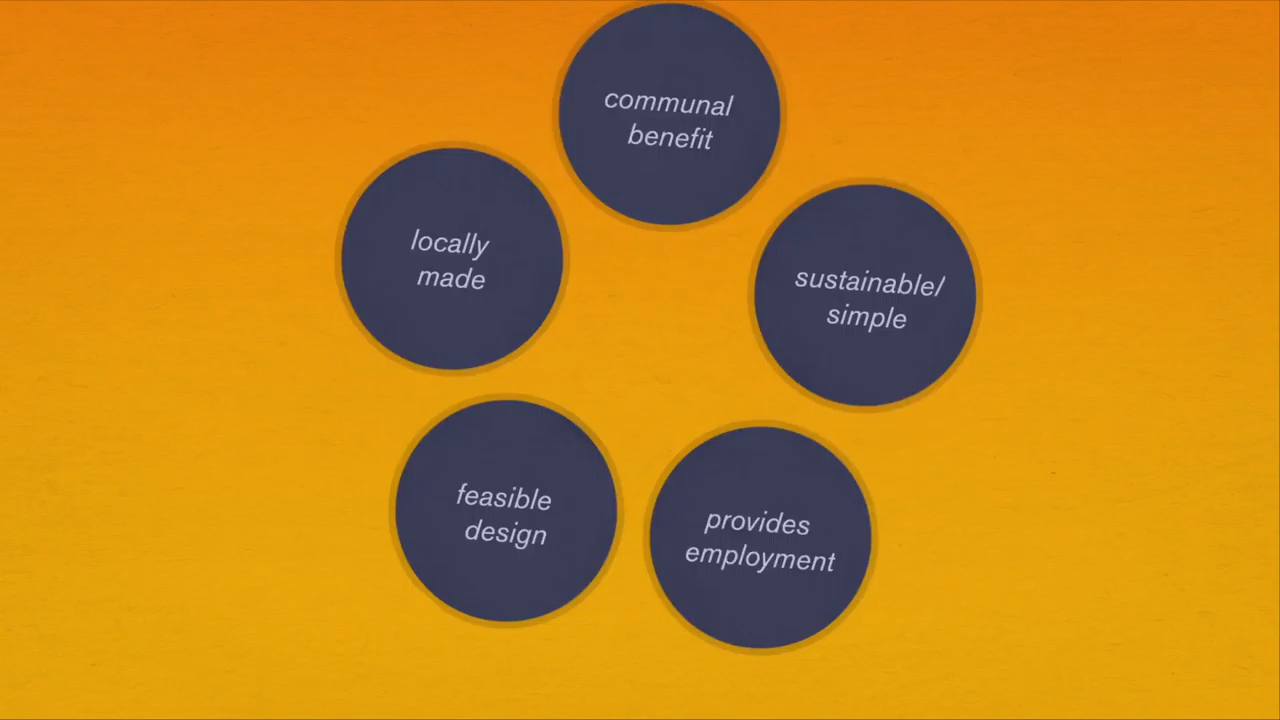 communal
benefit
locally
made
sustainable/
simple
feasible
design
provides
employment